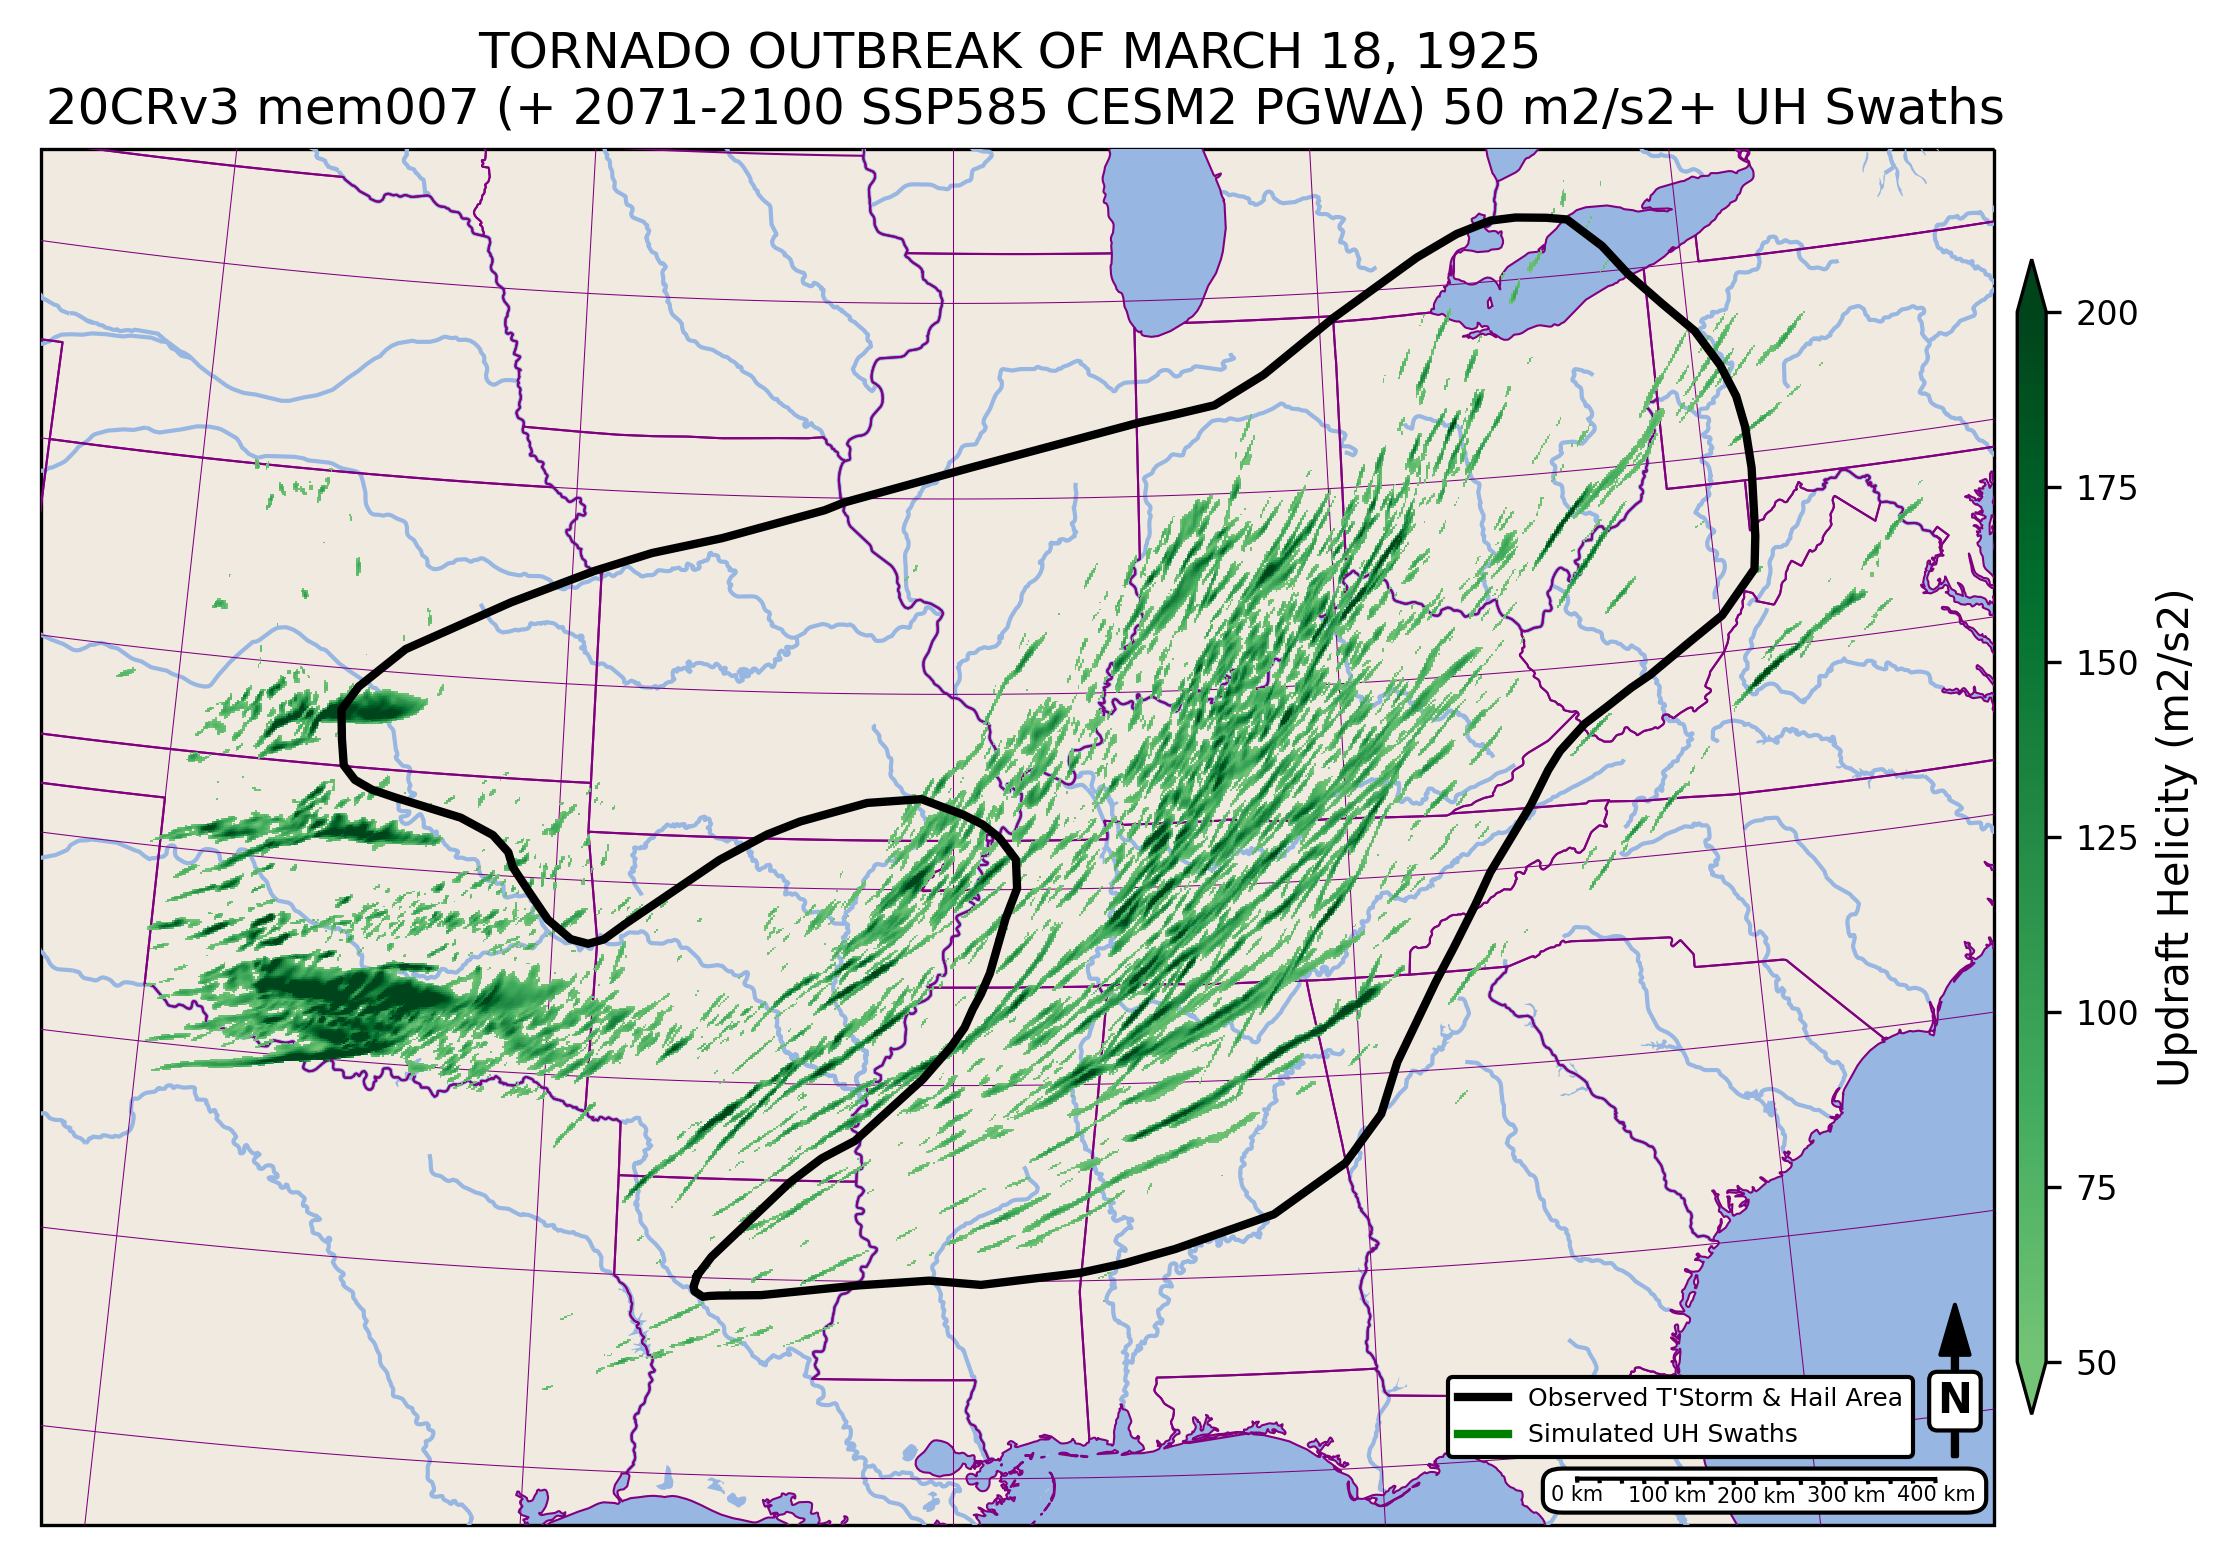 TORNADO OUTBREAK OF MARCH 18, 1925
20CRv3 mem007 (+ 2071-2100 SSP585 CESM2 PGWΔ) 50 m2/s2+ UH Swaths
200
175
150
125
100
75
50
Updraft Helicity (m2/s2)
Observed T'Storm & Hail Area
Simulated UH Swaths
N
0 km 100 km 200 km 300 km 400 km